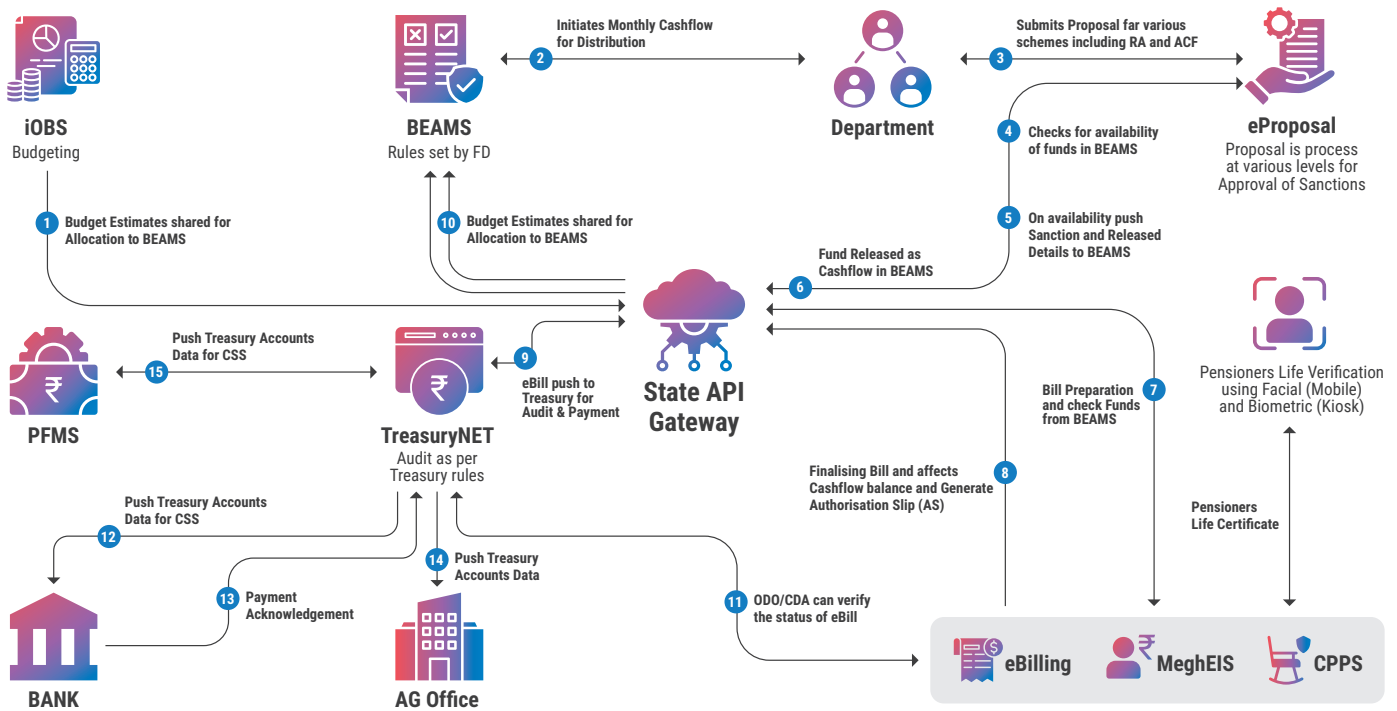 2
Initiates Monthly Cashflow
for Distribution
3
Submits Proposal far various
schemes including RA and ACF
iOBS
Budgeting
BEAMS
Rules set by FD
Department
eProposal
Proposal is process
at various levels for
Approval of Sanctions
4
Checks for availability
of funds in BEAMS
1
Budget Estimates shared for
Allocation to BEAMS
10
Budget Estimates shared for
Allocation to BEAMS
5
On availability push
Sanction and Released
Details to BEAMS
6
Fund Released as
Cashflow in BEAMS
15
Push Treasury Accounts
Data for CSS
₹
PFMS
₹
TreasuryNET
Audit as per
Treasury rules
9
eBill push to
Treasury for
Audit & Payment
State API
Gateway
7
Bill Preparation
and check Funds
from BEAMS
Pensioners Life Verification
using Facial (Mobile)
and Biometric (Kiosk)
8
Finalising Bill and affects
Cashflow balance and Generate
Authorisation Slip (AS)
Pensioners
Life Certificate
12
Push Treasury Accounts
Data for CSS
14
Push Treasury
Accounts Data
13
Payment
Acknowledgement
11
ODO/CDA can verify
the status of eBill
BANK
AG Office
$
eBilling
₹
MeghEIS
CPPS